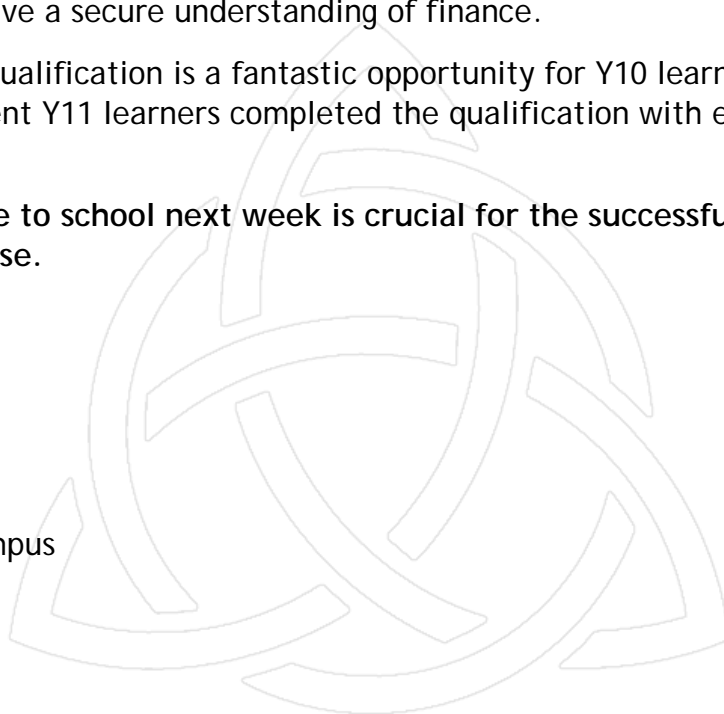 ve a secure understanding of finance.
ualification is a fantastic opportunity for Y10 learn
nt Y11 learners completed the qualification with e
e to school next week is crucial for the successfu
se.
npus